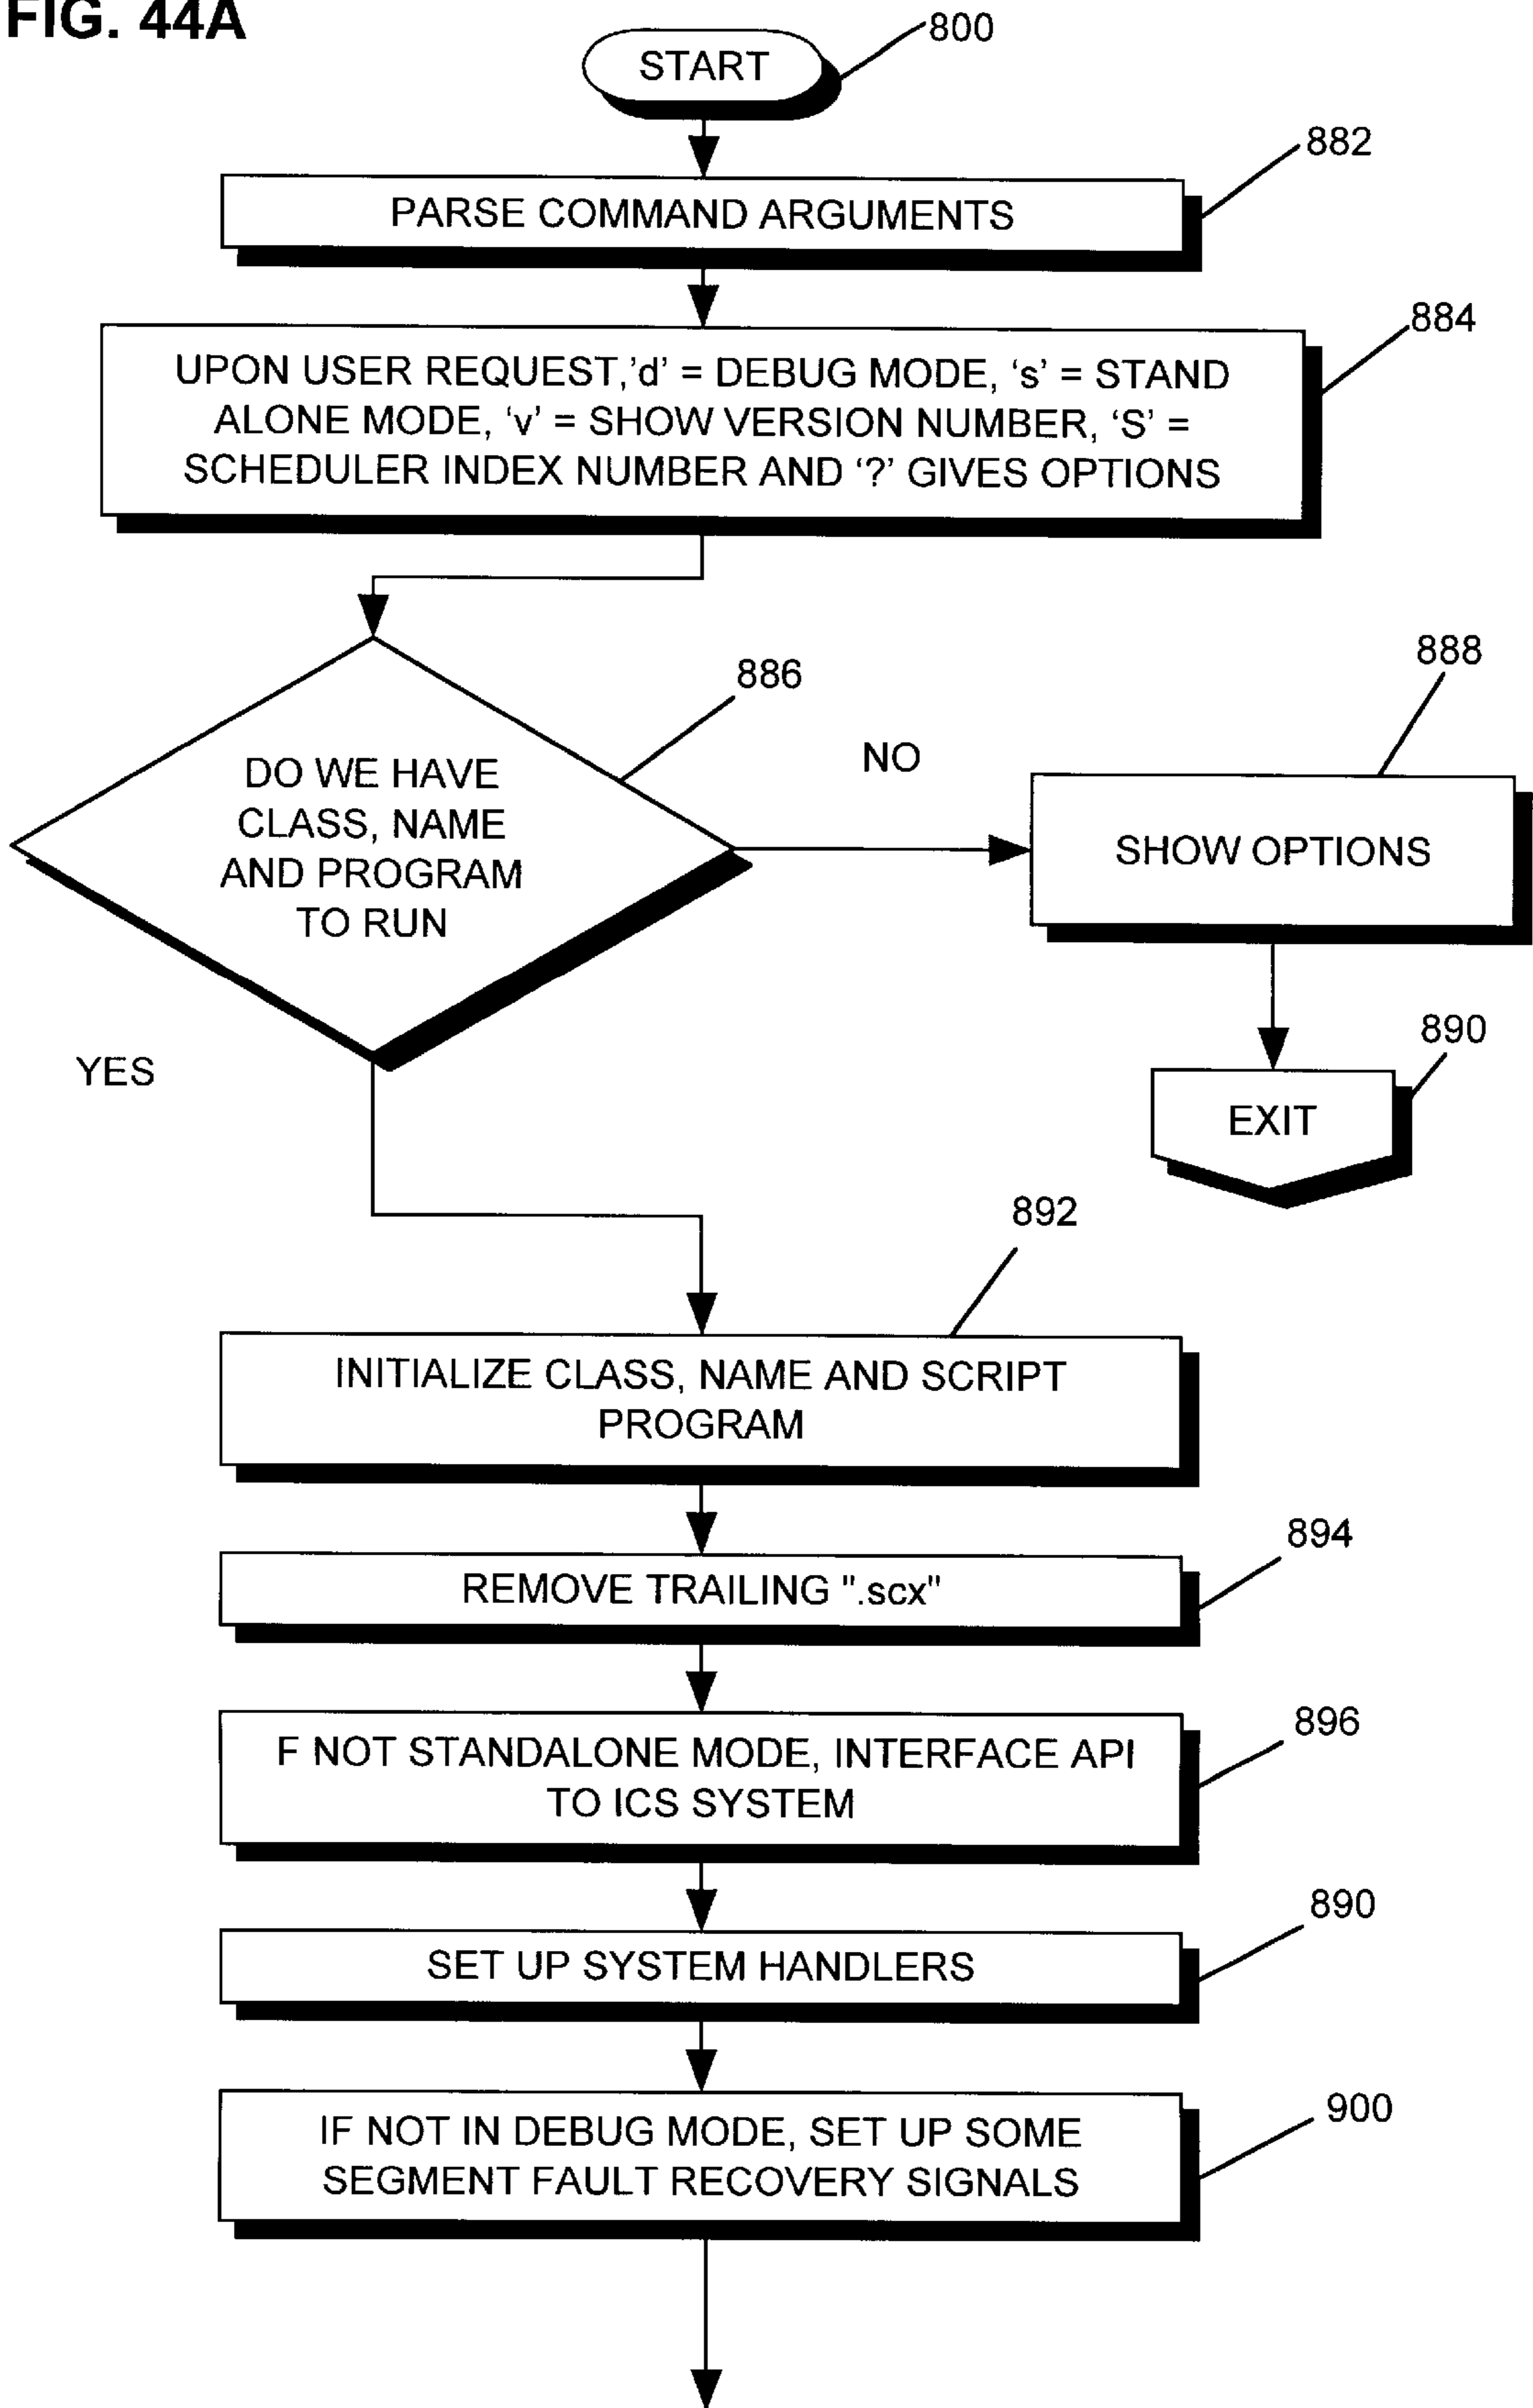 FIG. 44A
START
800
882
PARSE COMMAND ARGUMENTS
884
UPON USER REQUEST,'d' = DEBUG MODE, ‘s’ = STAND
ALONE MODE, ‘v’ = SHOW VERSION NUMBER, ‘S’ =
SCHEDULER INDEX NUMBER AND ‘?’ GIVES OPTIONS
886
888
DO WE HAVE
CLASS, NAME
AND PROGRAM
TO RUN
NO
SHOW OPTIONS
YES
890
EXIT
892
INITIALIZE CLASS, NAME AND SCRIPT
PROGRAM
894
REMOVE TRAILING ".scx"
896
F NOT STANDALONE MODE, INTERFACE API
TO ICS SYSTEM
890
SET UP SYSTEM HANDLERS
900
IF NOT IN DEBUG MODE, SET UP SOME
SEGMENT FAULT RECOVERY SIGNALS